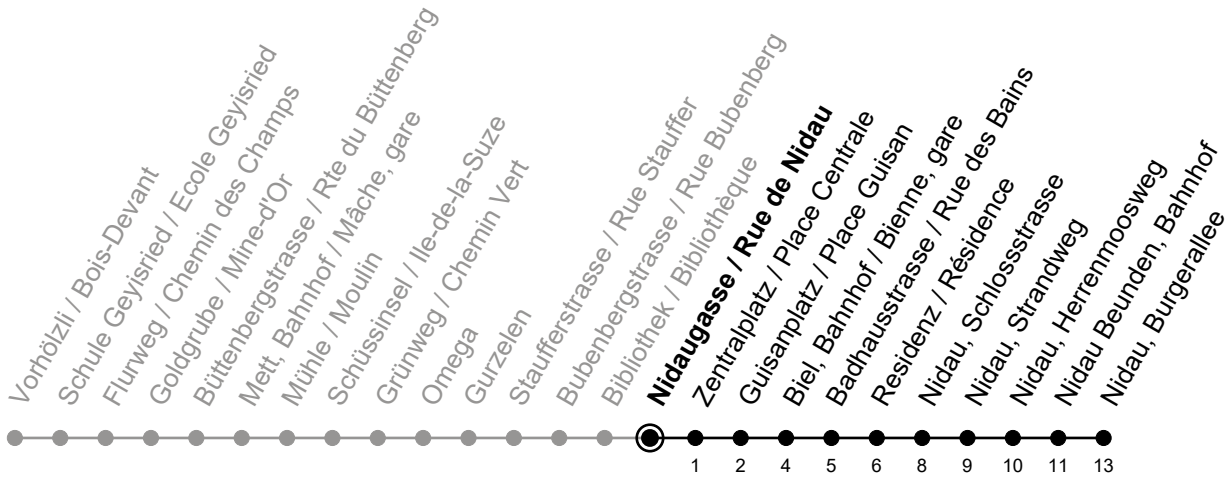 Vorhölzli / Bois-Devant
Schule Geyisried / Ecole Geyisried
Flurweg / Chemin des Champs
Goldgrube / Mine-d'Or
Büttenbergstrasse / Rte du Büttenberg
Mett, Bahnhof / Mâche, gare
Mühle / Moulin
Schüssinsel / Ile-de-la-Suze
Grünweg / Chemin Vert
Omega
Gurzelen
Staufferstrasse / Rue Stauffer
Bubenbergstrasse / Rue Bubenberg
Bibliothek / Bibliothèque
Nidaugasse / Rue de Nidau
Zentralplatz / Place Centrale
Guisanplatz / Place Guisan
Biel, Bahnhof / Bienne, gare
Badhausstrasse / Rue des Bains
Residenz / Résidence
Nidau, Schlossstrasse
Nidau, Strandweg
Nidau, Herrenmoosweg
Nidau Beunden, Bahnhof
Nidau, Burgerallee
1 2 4 5 6 8 9 10 11 13